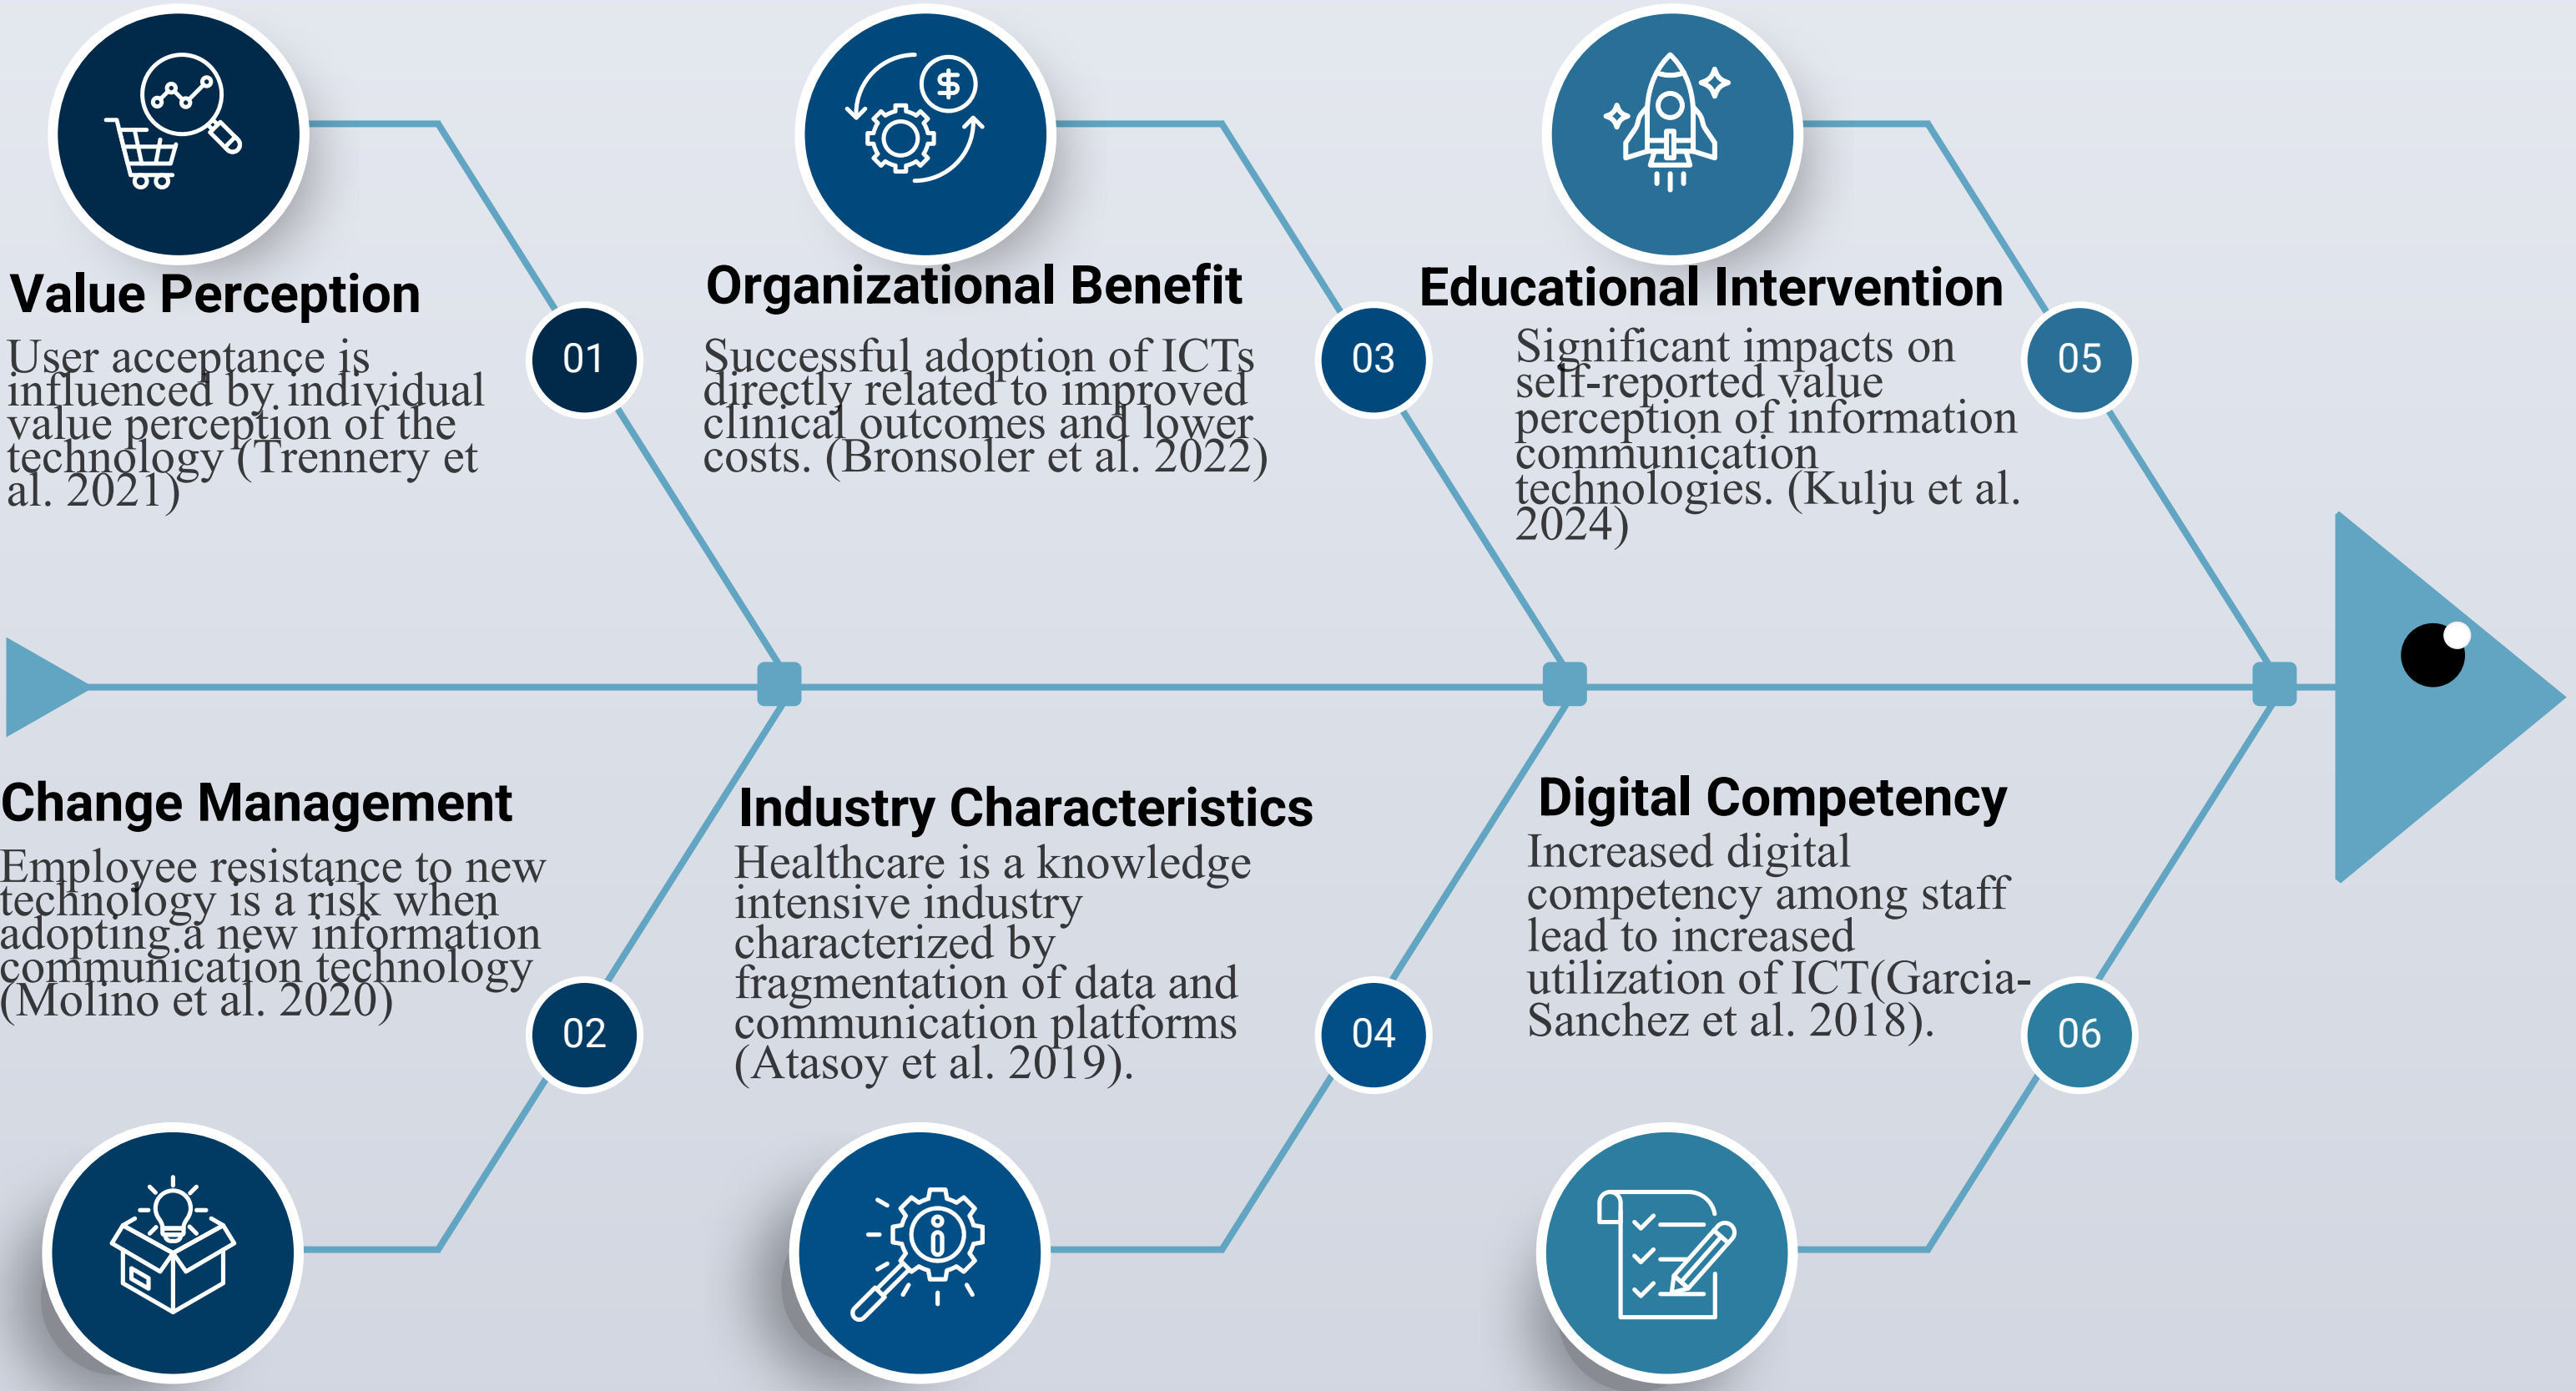 Value Perception
User acceptance is
influenced by individual
value perception of the
technology (Trennery et
al. 2021)
01
Organizational Benefit
Successful adoption of ICTs
directly related to improved
clinical outcomes and lower
costs. (Bronsoler et al. 2022)
03
Educational Intervention
Significant impacts on
self-reported value
perception of information
communication
technologies. (Kulju et al.
2024)
05
Change Management
Employee resistance to new
technology is a risk when
adopting a new information
communication technology
(Molino et al. 2020)
02
Industry Characteristics
Healthcare is a knowledge
intensive industry
characterized by
fragmentation of data and
communication platforms
(Atasoy et al. 2019).
04
Digital Competency
Increased digital
competency among staff
lead to increased
utilization of ICT(Garcia-
Sanchez et al. 2018).
06